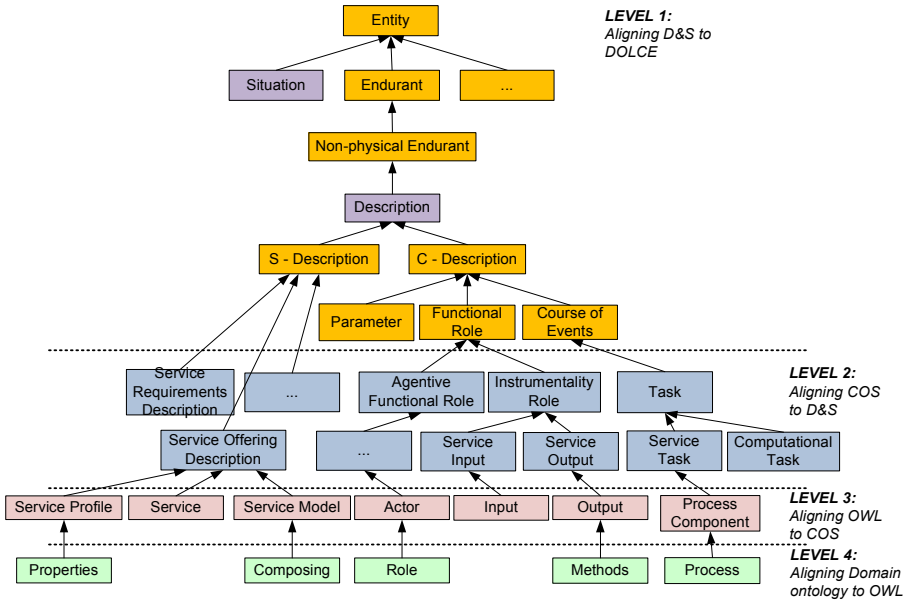 LEVEL 1:
Aligning D&S to
DOLCE
Entity
Situation
Endurant
...
Non-physical Endurant
Description
S - Description
C - Description
Parameter
Functional
Role
Course of
Events
LEVEL 2:
Aligning COS
to D&S
Service
Requirements
Description
...
Agentive
Functional Role
Instrumentality
Role
Task
Service Offering
Description
...
Service
Input
Service
Output
Service
Task
Computational
Task
LEVEL 3:
Aligning OWL
to COS
Service Profile
Service
Service Model
Actor
Input
Output
Process
Component
LEVEL 4:
Aligning Domain
ontology to OWL
Properties
Composing
Role
Methods
Process